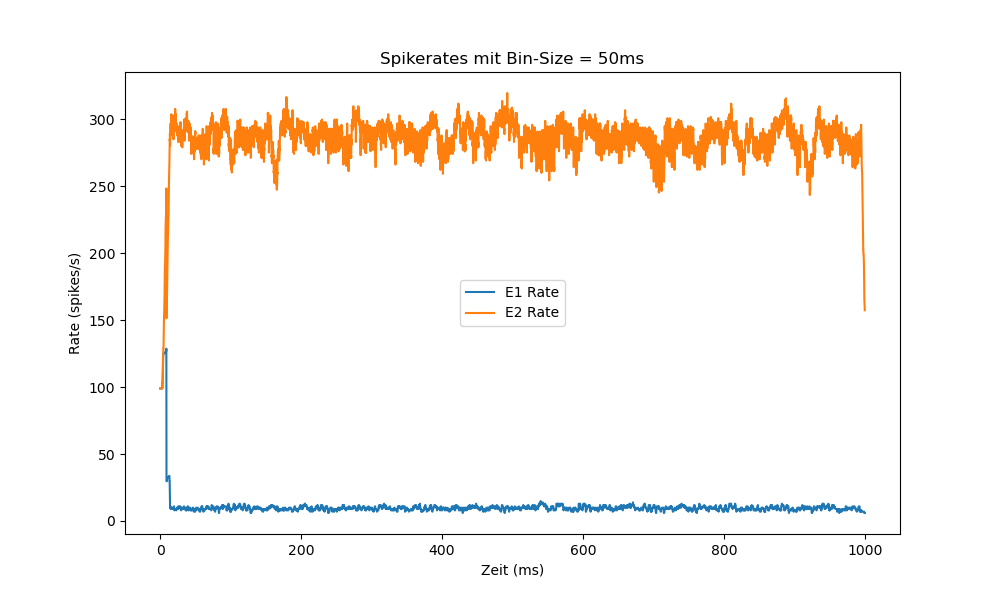 Spikerates mit Bin-Size = 50ms
Rate (spikes/s)
300
250
200
150
100
50
0
E1 Rate
E2 Rate
0 200 400 600 800 1000
Zeit (ms)